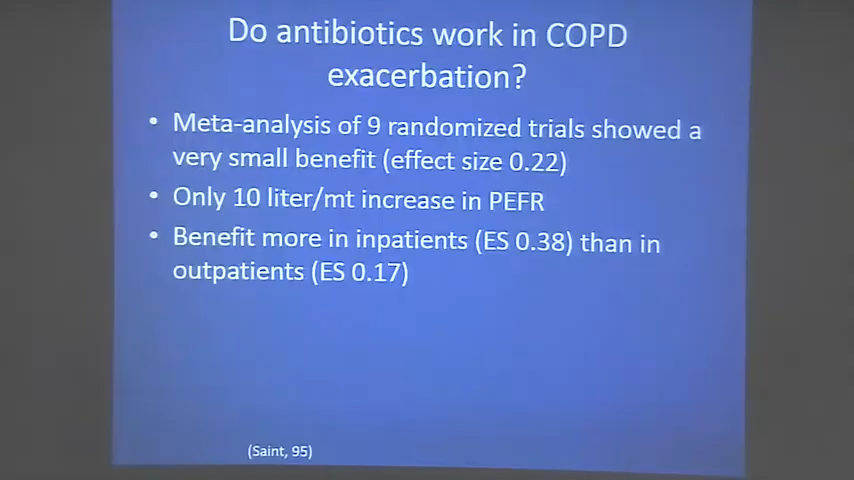 Do antibiotics work in COPD
exacerbation?
• Meta-analysis of 9 randomized trials showed a
very small benefit (effect size 0.22)
• Only 10 liter/mt increase in PEFR
• Benefit more in inpatients (ES 0.38) than in
outpatients (ES 0.17)
(Saint, 95)